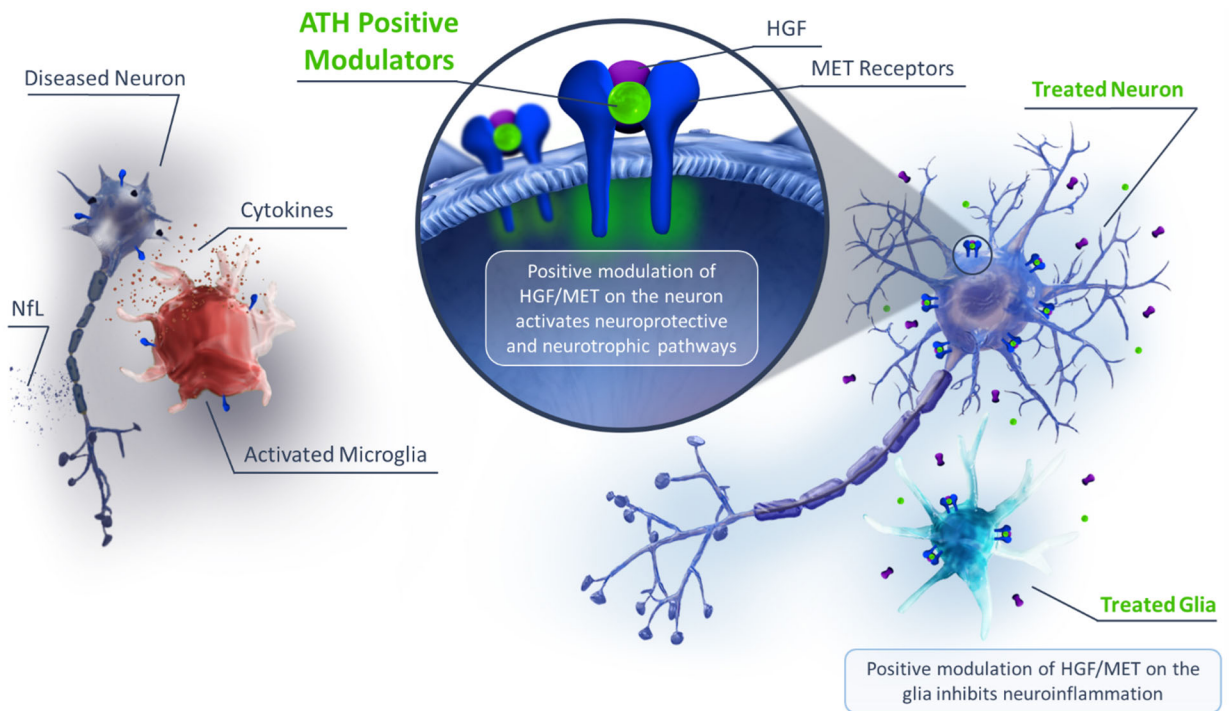 ATH Positive
Modulators
HGF
MET Receptors
Diseased Neuron
Treated Neuron
Cytokines
NfL
Positive modulation of
HGF/MET on the neuron
activates neuroprotective
and neurotrophic pathways
Activated Microglia
Treated Glia
Positive modulation of HGF/MET on the
glia inhibits neuroinflammation